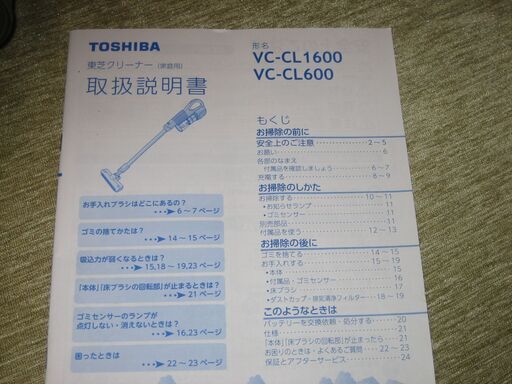 TOSHIBA
東芝クリーナー (家庭用)
取扱説明書
形名
VC-CL1600
VC-CL600
お手入れブラシはどこにあるの?
6~7ページ
ゴミの捨てかたは?
14~15ページ
吸込力が弱くなるときは?
15,18~19,23ページ
「本体」「床ブラシの回転部」が止まるときは?
21ページ
ゴミセンサーのランプが
点灯しない・消えないときは?
16,23ページ
困ったときは
22~23ページ
もくじ
お掃除の前に
安全上のご注意 2~5
お願い 6
各部のなまえ
付属品を確認しましょう 6~7
充電する 8~9
お掃除のしかた
お掃除する 10~11
・お知らせランプ 11
・ゴミセンサー 11
別売部品 11
付属品を使う 12~13
お掃除の後に
ゴミを捨てる 14~15
お手入れする 15~19
・本体 15
・付属品・ゴミセンサー 16
・床ブラシ 17
・ダストカップ・排気清浄フィルター 18~19
このようなときは
バッテリーを交換依頼・処分する 20
仕様 21
「本体」「床ブラシの回転部」が止まったら 21
お困りのときは・よくあるご質問 22~23
保証とアフターサービス 24